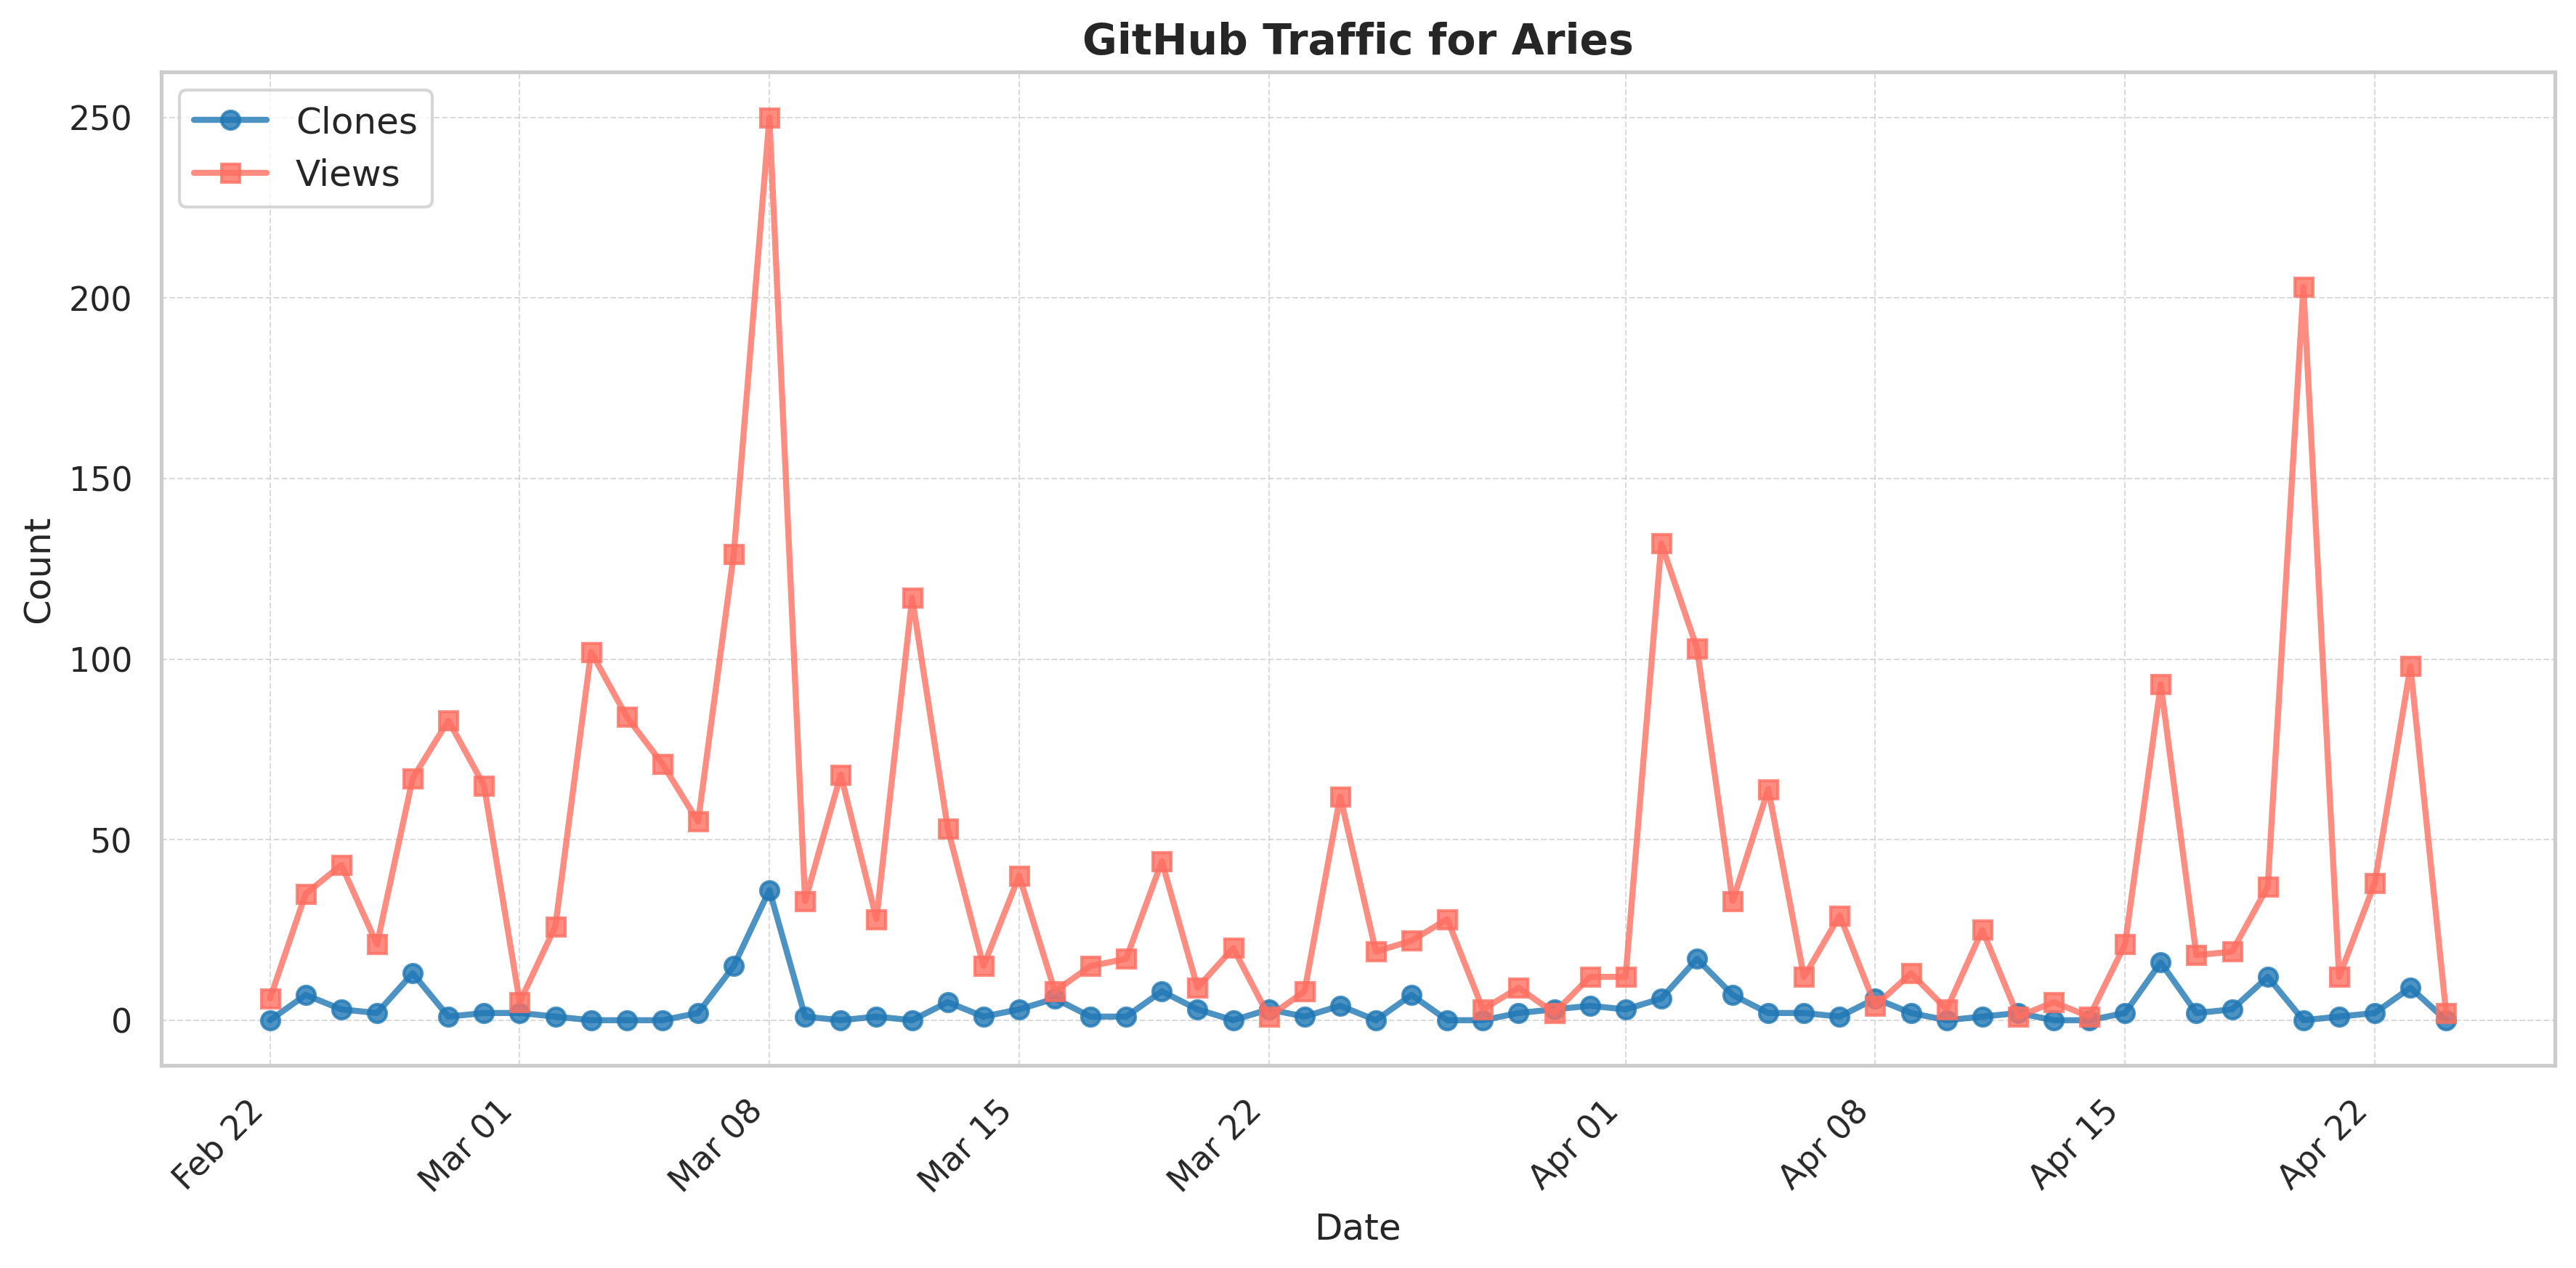 GitHub Traffic for Aries
Clones
Views
250
200
150
100
50
0
Count
Feb 22
Mar 01
Mar 08
Mar 15
Mar 22
Apr 01
Apr 08
Apr 15
Apr 22
Date